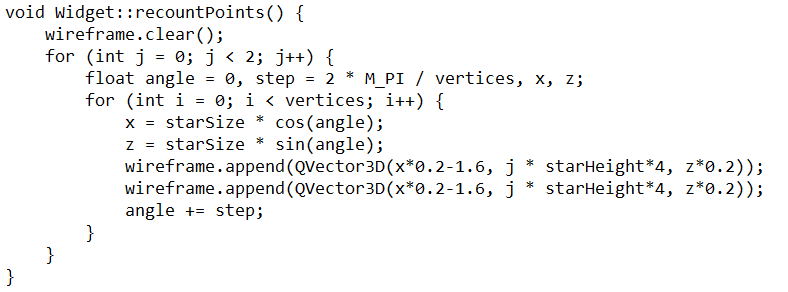 void Widget::recountPoints() {
    wireframe.clear();
    for (int j = 0; j < 2; j++) {
        float angle = 0, step = 2 * M_PI / vertices, x, z;
        for (int i = 0; i < vertices; i++) {
            x = starSize * cos(angle);
            z = starSize * sin(angle);
            wireframe.append(QVector3D(x*0.2-1.6, j * starHeight*4, z*0.2));
            wireframe.append(QVector3D(x*0.2-1.6, j * starHeight*4, z*0.2));
            angle += step;
        }
    }
}